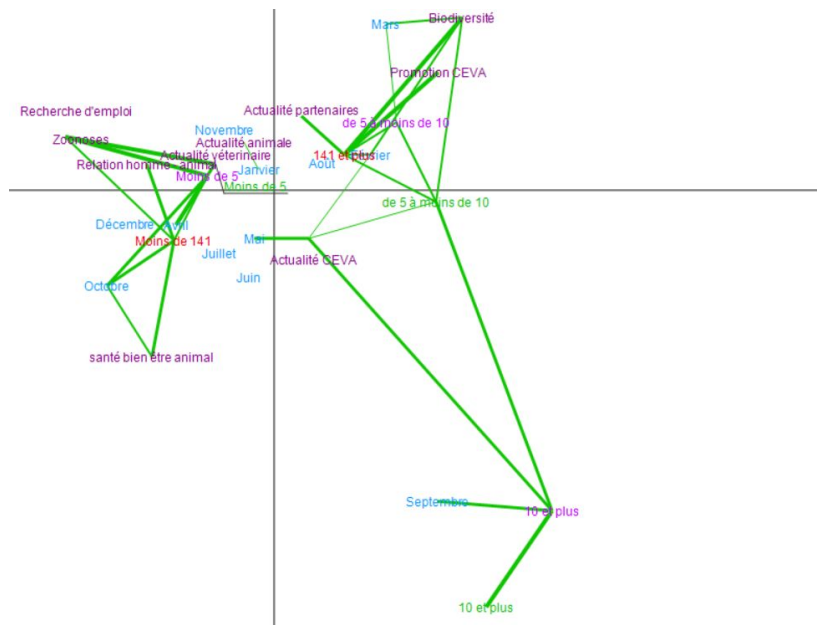 Biodiversité
Mars
Promotion CEVA
Recherche d'emploi
Actualité partenaires
de 5 à moins de 10
Novembre
Zoonoses
Actualité animale
Actualité véterinaire
141 et plus
Août
Relation homme - animal
Janvier
Moins de 5
Moins de 5
de 5 à moins de 10
Décembre
Avril
Moins de 141
Mai
Juillet
Actualité CEVA
Juin
Octobre
santé bien être animal
Septembre
10 et plus
10 et plus